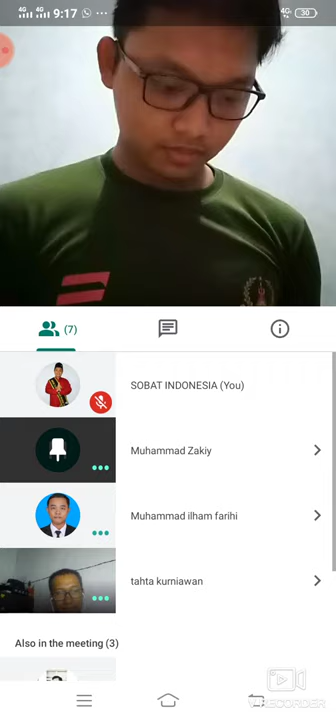 4G 4G 9:17 ... 4G 30
(7)
SOBAT INDONESIA (You)
Muhammad Zakiy
Muhammad ilham farihi
tahta kurniawan
Also in the meeting (3)
V.RECORDER